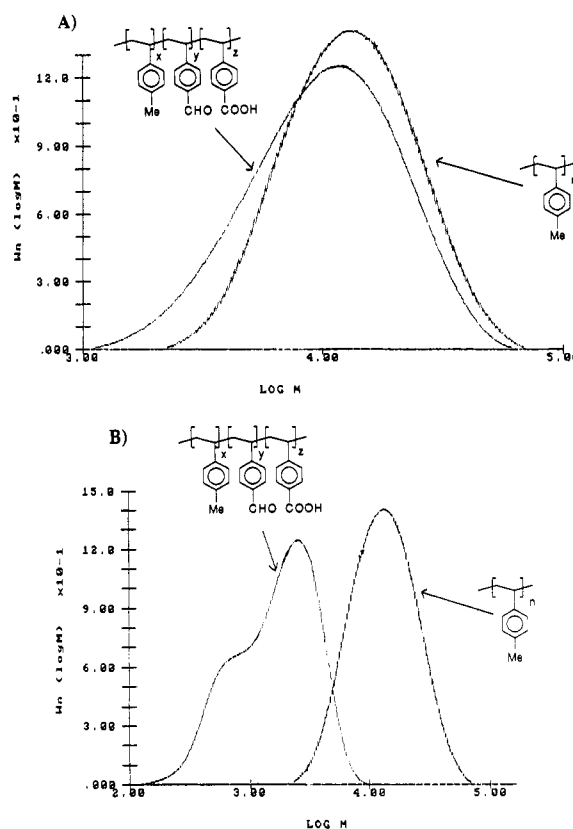 A)
x
y
z
Me
CHO
COOH
Wn (logM) x10-1
12.0
9.00
6.00
3.00
.000
Me
3.00
4.00
5.00
LOG M
B)
x
y
z
Me
CHO
COOH
Wn (logM) x10-1
15.0
12.0
9.00
6.00
3.00
.000
n
Me
2.00
3.00
4.00
5.00
LOG M